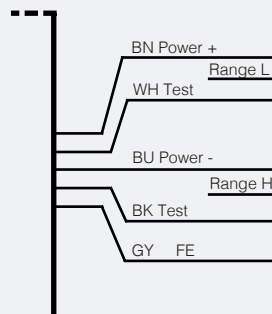 BN Power +
Range L
WH Test
BU Power -
Range H
BK Test
GY FE